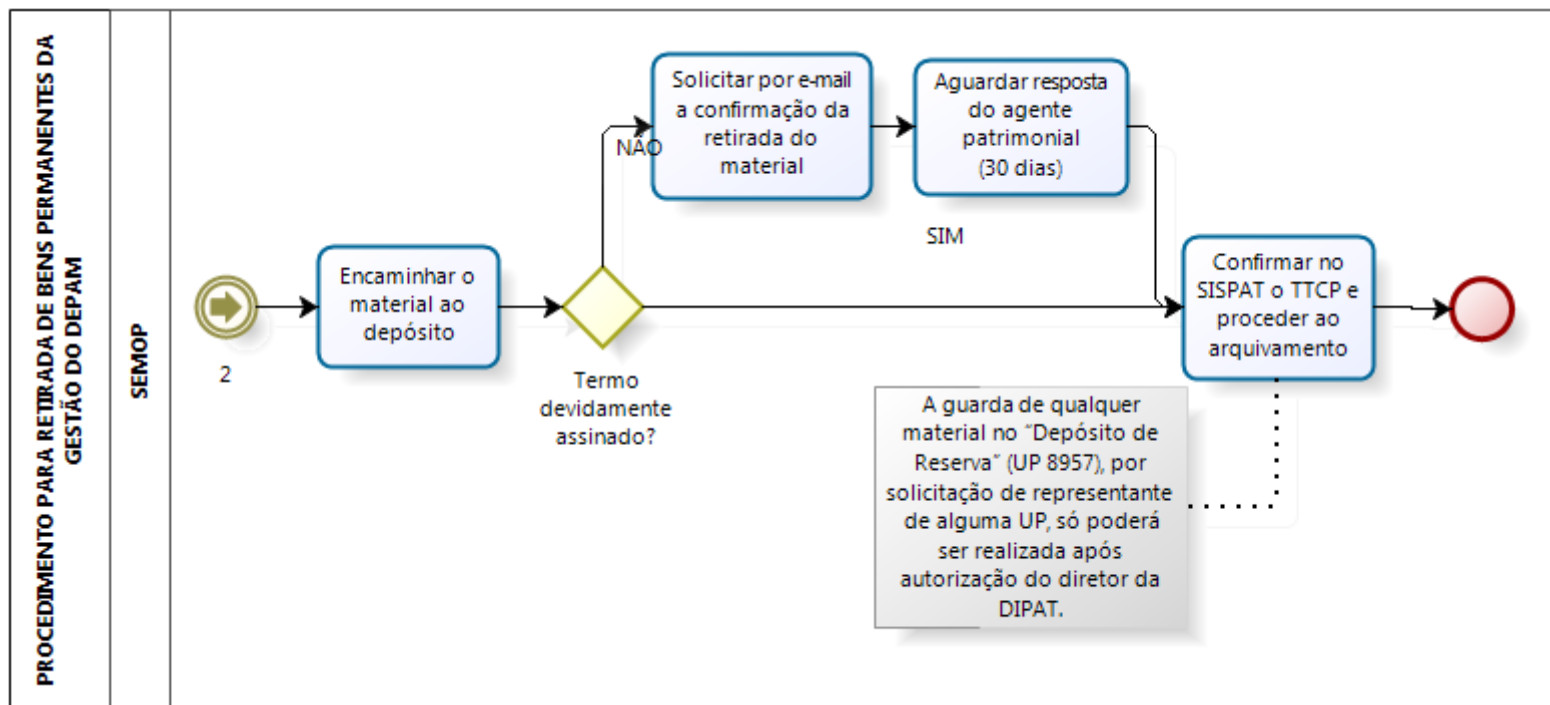 PROCEDIMENTO PARA RETIRADA DE BENS PERMANENTES DA
GESTÃO DO DEPAM
SEMOP
2
Encaminhar o
material ao
depósito
Termo
devidamente
assinado?
NÃO
Solicitar por e-mail
a confirmação da
retirada do
material
Aguardar resposta
do agente
patrimonial
(30 dias)
SIM
Confirmar no
SISPAT o TTCP e
proceder ao
arquivamento
A guarda de qualquer
material no “Depósito de
Reserva” (UP 8957), por
solicitação de representante
de alguma UP, só poderá
ser realizada após
autorização do diretor da
DIPAT.